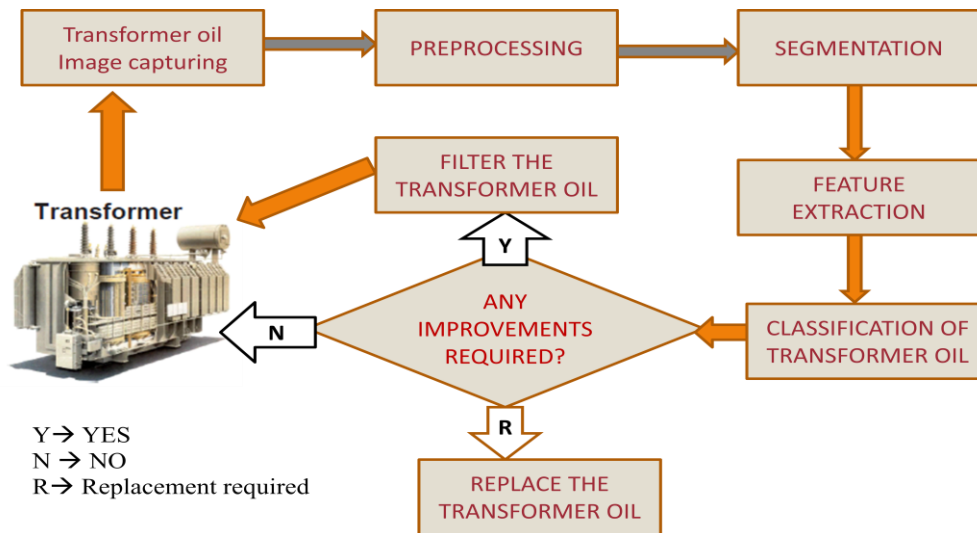 Transformer oil
Image capturing
PREPROCESSING
SEGMENTATION
FILTER THE
TRANSFORMER OIL
FEATURE
EXTRACTION
Transformer
Y
ANY
IMPROVEMENTS
REQUIRED?
N
CLASSIFICATION OF
TRANSFORMER OIL
R
Y→ YES
N → NO
R→ Replacement required
REPLACE THE
TRANSFORMER OIL